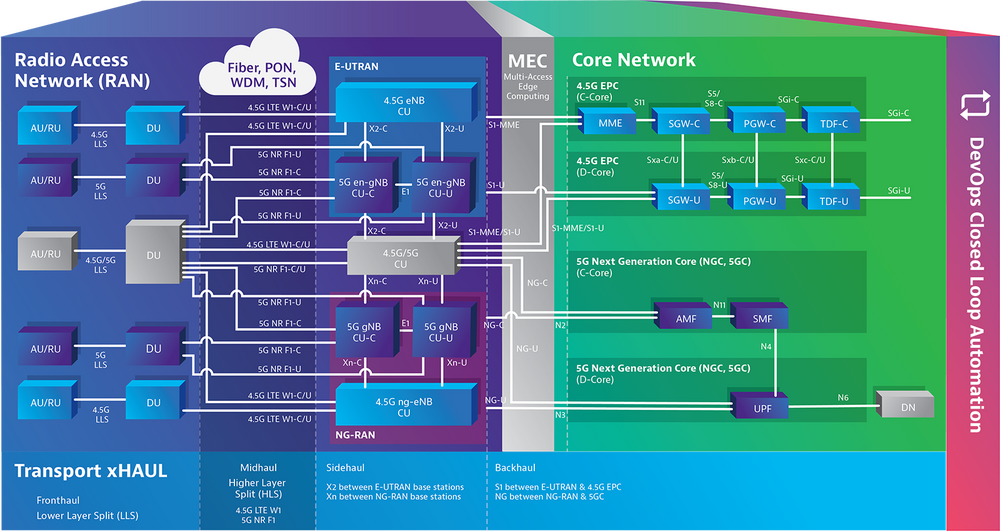 Radio Access
Network (RAN)
Fiber, PON,
WDM, TSN
E-UTRAN
MEC
Multi-Access
Edge
Computing
Core Network
4.5G EPC
(C-Core)
4.5G LTE W1-C/U
4.5G eNB
CU
S11
S5/
S8-C
SGi-C
SGi-C
AU/RU
4.5G
LLS
DU
4.5G LTE W1-C/U
X2-C
X2-U
S1-MME
MME
SGW-C
PGW-C
TDF-C
5G NR F1-U
4.5G EPC
(D-Core)
Sxa-C/U
Sxb-C/U
Sxc-C/U
AU/RU
5G
LLS
DU
5G NR F1-C
5G en-gNB
CU-C
E1
5G en-gNB
CU-U
S1-U
S5/
S8-U
SGi-U
SGi-U
5G NR F1-C
SGW-U
PGW-U
TDF-U
5G NR F1-U
X2-C
X2-U
S1-MME/S1-U
S1-MME/S1-U
AU/RU
4.5G/5G
LLS
DU
4.5G LTE W1-C/U
4.5G/5G
CU
5G NR F1-C/U
5G Next Generation Core (NGC, 5GC)
(C-Core)
Xn-C
Xn-U
NG-C
5G NR F1-U
5G NR F1-C
5G gNB
CU-C
E1
5G gNB
CU-U
NG-C
N2
AMF
N11
SMF
AU/RU
5G
LLS
DU
5G NR F1-C
5G NR F1-U
NG-U
N4
Xn-C
Xn-U
5G Next Generation Core (NGC, 5GC)
(D-Core)
AU/RU
4.5G
LLS
DU
4.5G LTE W1-C/U
4.5G ng-eNB
CU
NG-U
N3
UPF
N6
DN
4.5G LTE W1-C/U
NG-RAN
DevOps Closed Loop Automation
Transport xHAUL
Fronthaul
Lower Layer Split (LLS)
Midhaul
Higher Layer
Split (HLS)
4.5G LTE W1
5G NR F1
Sidehaul
X2 between E-UTRAN base stations
Xn between NG-RAN base stations
Backhaul
S1 between E-UTRAN & 4.5G EPC
NG between NG-RAN & 5GC